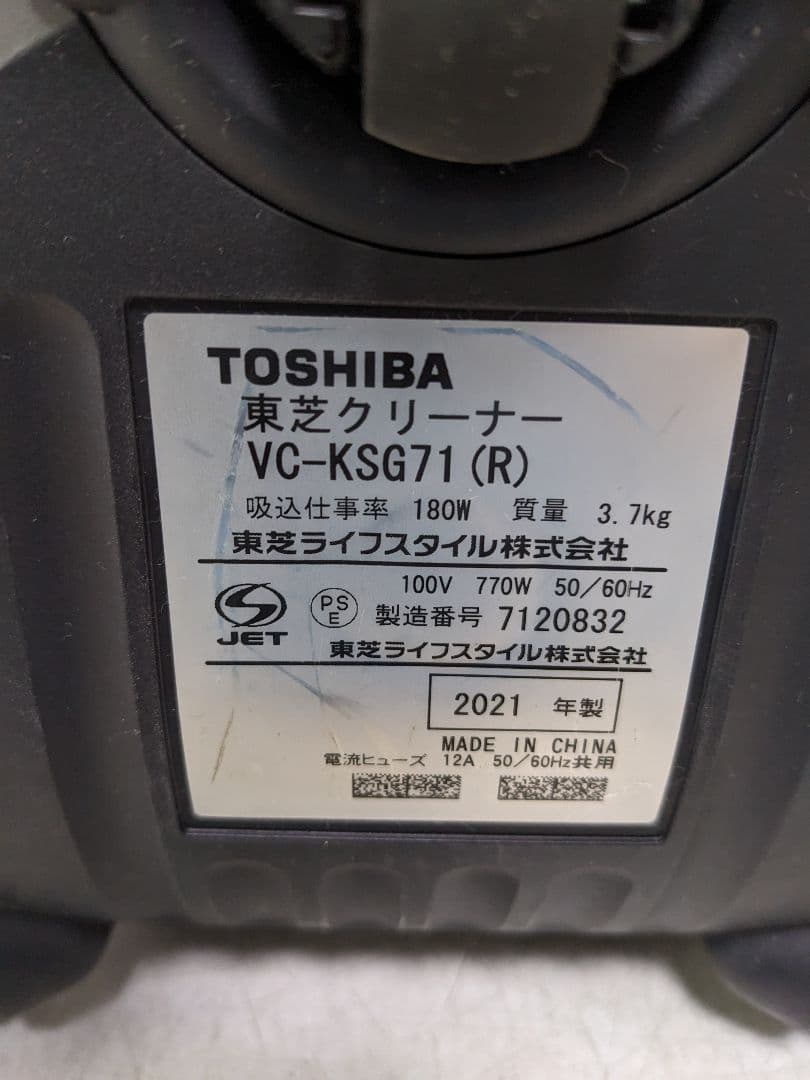 TOSHIBA
東芝クリーナー
VC-KSG71(R)
吸込仕事率 180W 質量 3.7kg
東芝ライフスタイル株式会社
100V 770W 50/60Hz
JET PSE 製造番号 7120832
東芝ライフスタイル株式会社
2021 年製
MADE IN CHINA
電流ヒューズ 12A 50/60Hz共用